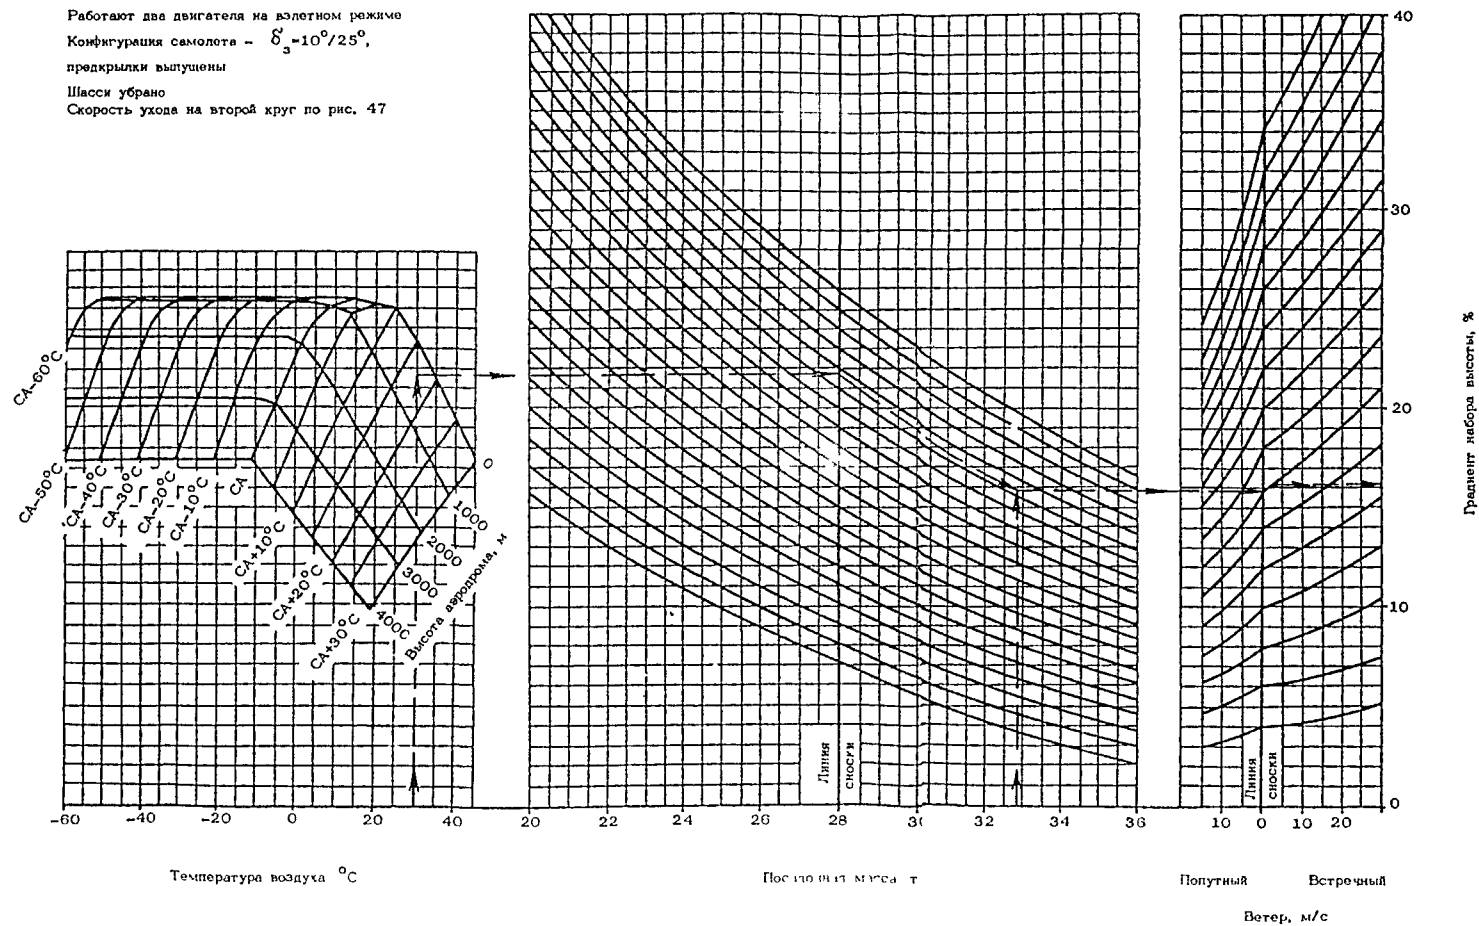 Работают два двигателя на взлетном режиме
Конфигурация самолета – δз=10°/25°,
предкрылки выпущены
Шасси убрано
Скорость ухода на второй круг по рис. 47
40
30
20
10
0
Градиент набора высоты, %
СА-60°С
СА-50°С
СА-40°С
СА-30°С
СА-20°С
СА-10°С
СА
СА+10°С
СА+20°С
СА+30°С
0
1000
2000
3000
4000
Высота аэродрома, м
Линия
сноски
Линия
сноски
-60 -40 -20 0 20 40
20 22 24 26 28 30 32 34 36
10 0 10 20
Температура воздуха °С
масса т
Попутный Встречный
Ветер, м/с